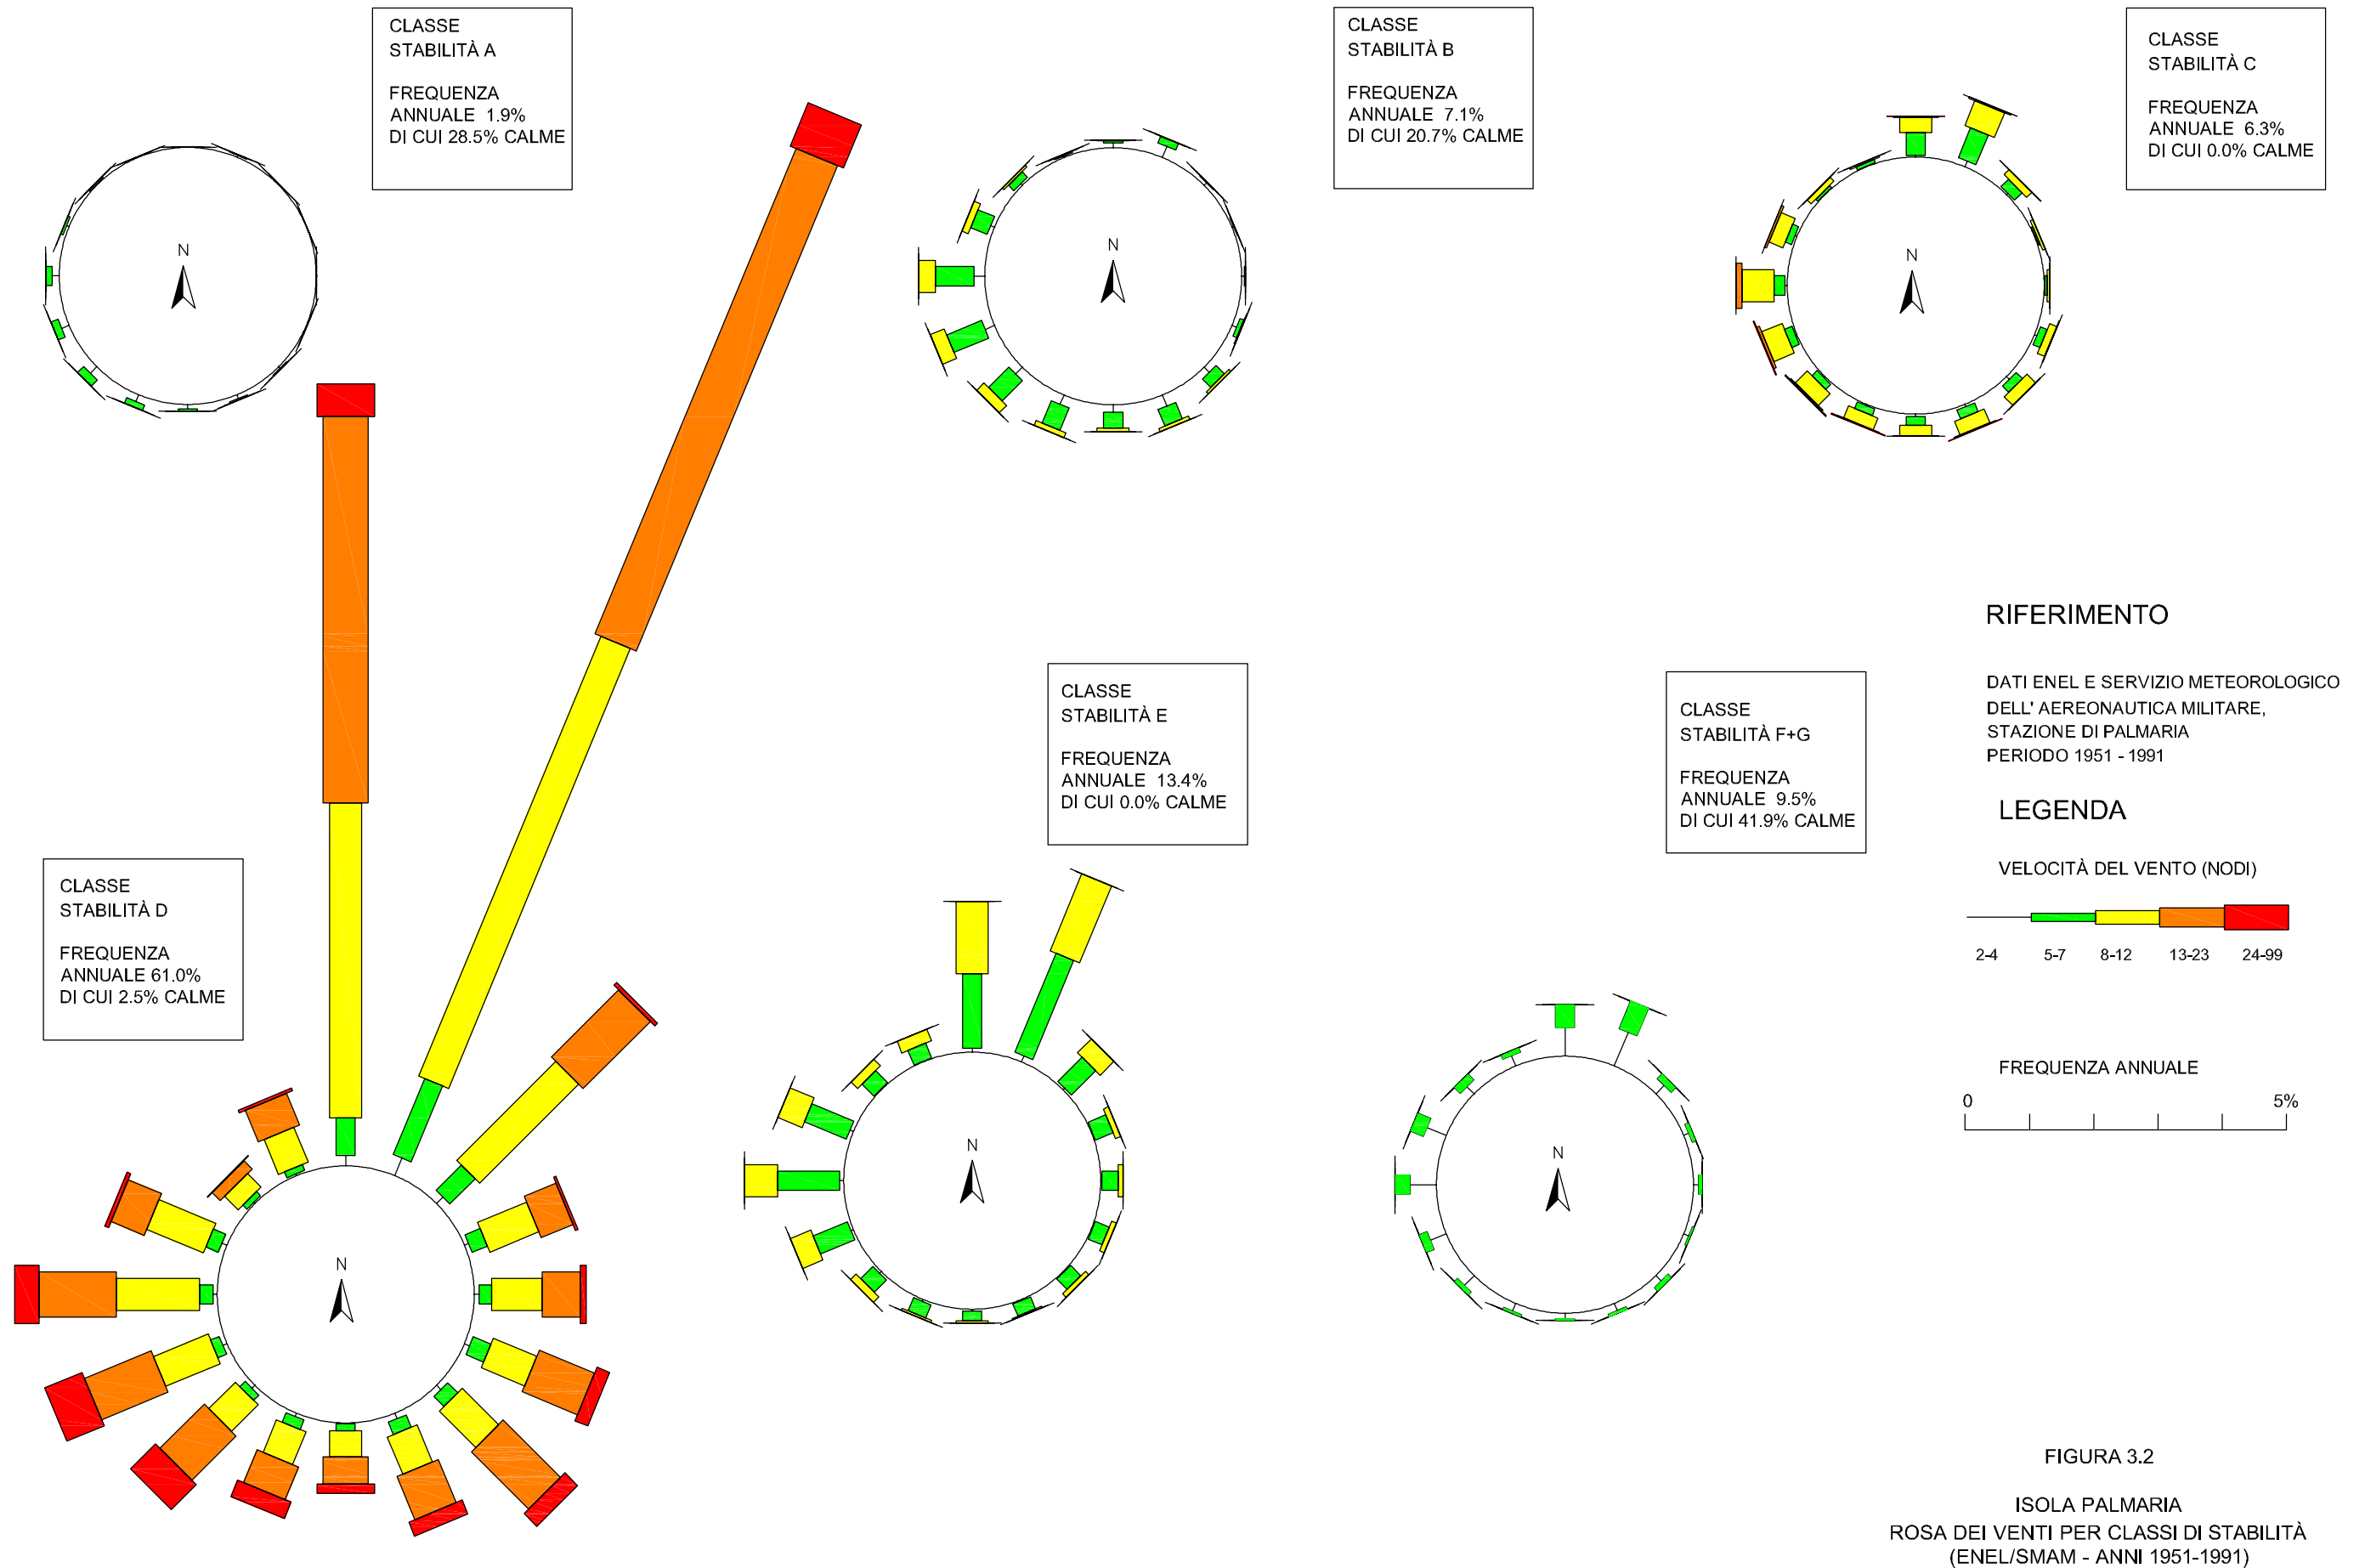 CLASSE
STABILITÀ A
FREQUENZA
ANNUALE 1.9%
DI CUI 28.5% CALME
N
CLASSE
STABILITÀ B
FREQUENZA
ANNUALE 7.1%
DI CUI 20.7% CALME
N
CLASSE
STABILITÀ C
FREQUENZA
ANNUALE 6.3%
DI CUI 0.0% CALME
N
CLASSE
STABILITÀ D
FREQUENZA
ANNUALE 61.0%
DI CUI 2.5% CALME
N
CLASSE
STABILITÀ E
FREQUENZA
ANNUALE 13.4%
DI CUI 0.0% CALME
N
CLASSE
STABILITÀ F+G
FREQUENZA
ANNUALE 9.5%
DI CUI 41.9% CALME
N
RIFERIMENTO
DATI ENEL E SERVIZIO METEOROLOGICO
DELL' AEREONAUTICA MILITARE,
STAZIONE DI PALMARIA
PERIODO 1951 - 1991
LEGENDA
VELOCITÀ DEL VENTO (NODI)
2-4 5-7 8-12 13-23 24-99
FREQUENZA ANNUALE
0 5%
FIGURA 3.2
ISOLA PALMARIA
ROSA DEI VENTI PER CLASSI DI STABILITÀ
(ENEL/SMAM - ANNI 1951-1991)